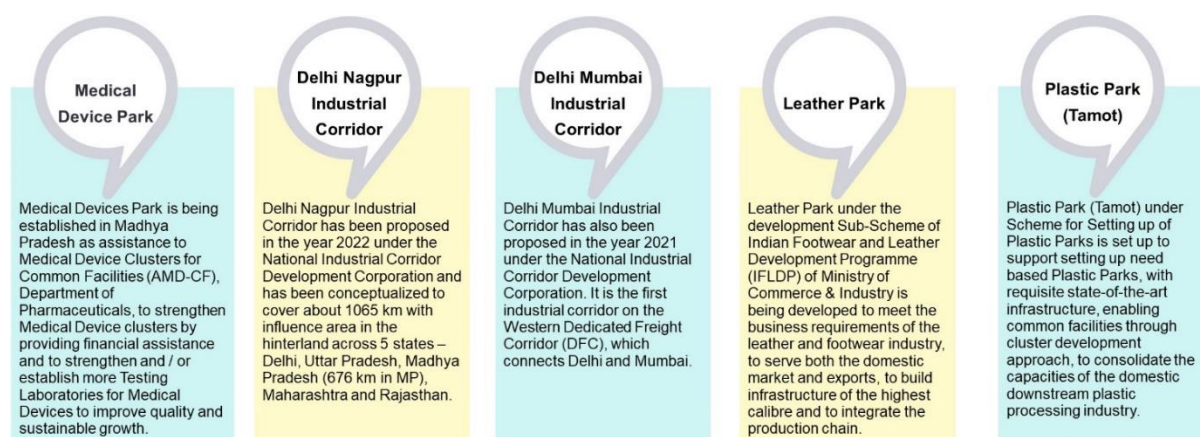 Medical
Device Park
Medical Devices Park is being
established in Madhya
Pradesh as assistance to
Medical Device Clusters for
Common Facilities (AMD-CF),
Department of
Pharmaceuticals, to strengthen
Medical Device clusters by
providing financial assistance
and to strengthen and / or
establish more Testing
Laboratories for Medical
Devices to improve quality and
sustainable growth.
Delhi Nagpur
Industrial
Corridor
Delhi Nagpur Industrial
Corridor has been proposed
in the year 2022 under the
National Industrial Corridor
Development Corporation and
has been conceptualized to
cover about 1065 km with
influence area in the
hinterland across 5 states –
Delhi, Uttar Pradesh, Madhya
Pradesh (676 km in MP),
Maharashtra and Rajasthan.
Delhi Mumbai
Industrial
Corridor
Delhi Mumbai Industrial
Corridor has also been
proposed in the year 2021
under the National Industrial
Corridor Development
Corporation. It is the first
industrial corridor on the
Western Dedicated Freight
Corridor (DFC), which
connects Delhi and Mumbai.
Leather Park
Leather Park under the
development Sub-Scheme of
Indian Footwear and Leather
Development Programme
(IFLDP) of Ministry of
Commerce & Industry is
being developed to meet the
business requirements of the
leather and footwear industry,
to serve both the domestic
market and exports, to build
infrastructure of the highest
calibre and to integrate the
production chain.
Plastic Park
(Tamot)
Plastic Park (Tamot) under
Scheme for Setting up of
Plastic Parks is set up to
support setting up need
based Plastic Parks, with
requisite state-of-the-art
infrastructure, enabling
common facilities through
cluster development
approach, to consolidate the
capacities of the domestic
downstream plastic
processing industry.